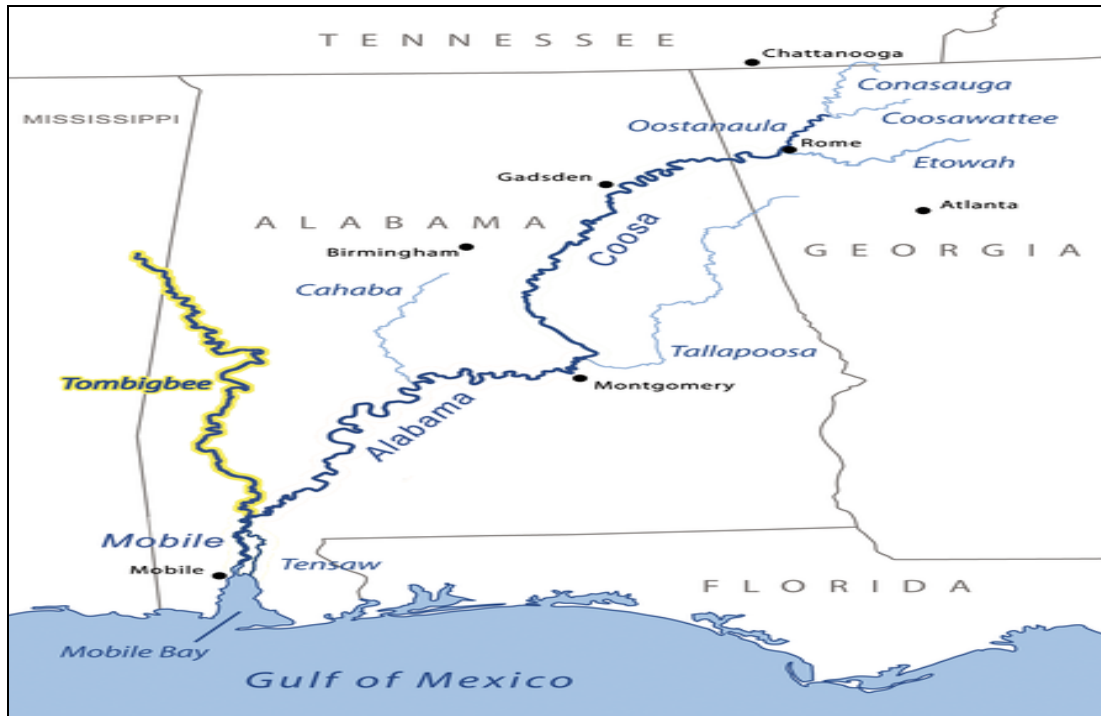 TENNESSEE
Chattanooga
Conasauga
MISSISSIPPI
Coosawattee
Oostanaula
Rome
Etowah
Gadsden
Atlanta
ALABAMA
Coosa
GEORGIA
Birmingham
Cahaba
Tallapoosa
Tombigbee
Montgomery
Alabama
Mobile
Tensaw
Mobile
FLORIDA
Mobile Bay
Gulf of Mexico